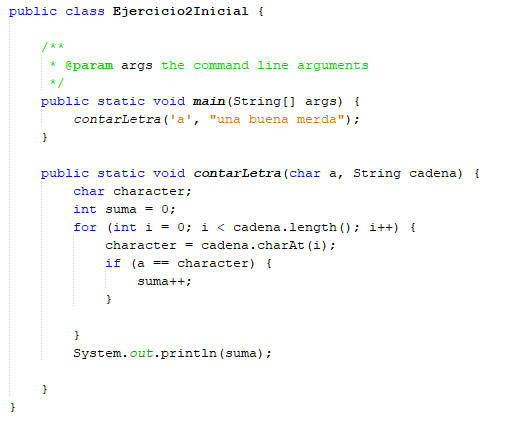 public class Ejercicio2Inicial {
/**
* @param args the command line arguments
*/
public static void main(String[] args) {
contarLetra('a', "una buena merda");
}
public static void contarLetra(char a, String cadena) {
char character;
int suma = 0;
for (int i = 0; i < cadena.length(); i++) {
character = cadena.charAt(i);
if (a == character) {
suma++;
}
}
System.out.println(suma);
}
}